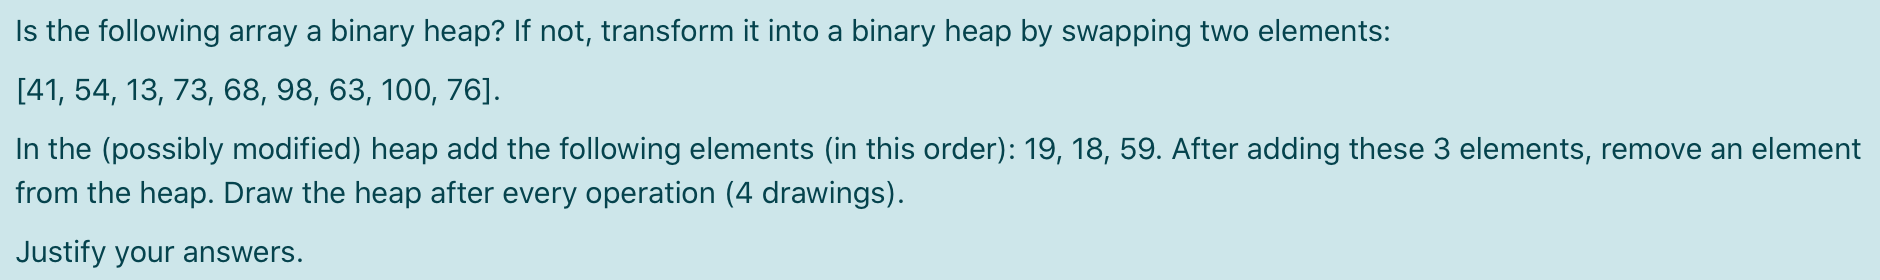 Is the following array a binary heap? If not, transform it into a binary heap by swapping two elements:
[41, 54, 13, 73, 68, 98, 63, 100, 76].
In the (possibly modified) heap add the following elements (in this order): 19, 18, 59. After adding these 3 elements, remove an element
from the heap. Draw the heap after every operation (4 drawings).
Justify your answers.